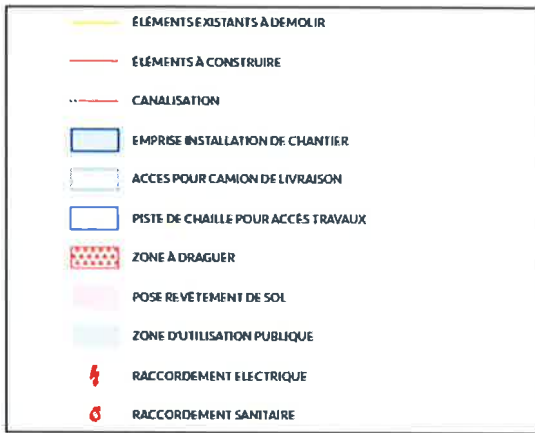 ÉLÉMENTS EXISTANTS À DÉMOLIR
ÉLÉMENTS À CONSTRUIRE
CANALISATION
EMPRISE INSTALLATION DE CHANTIER
ACCES POUR CAMION DE LIVRAISON
PISTE DE CHAILLE POUR ACCÈS TRAVAUX
ZONE À DRAGUER
POSE REVÊTEMENT DE SOL
ZONE D'UTILISATION PUBLIQUE
RACCORDEMENT ELECTRIQUE
RACCORDEMENT SANITAIRE